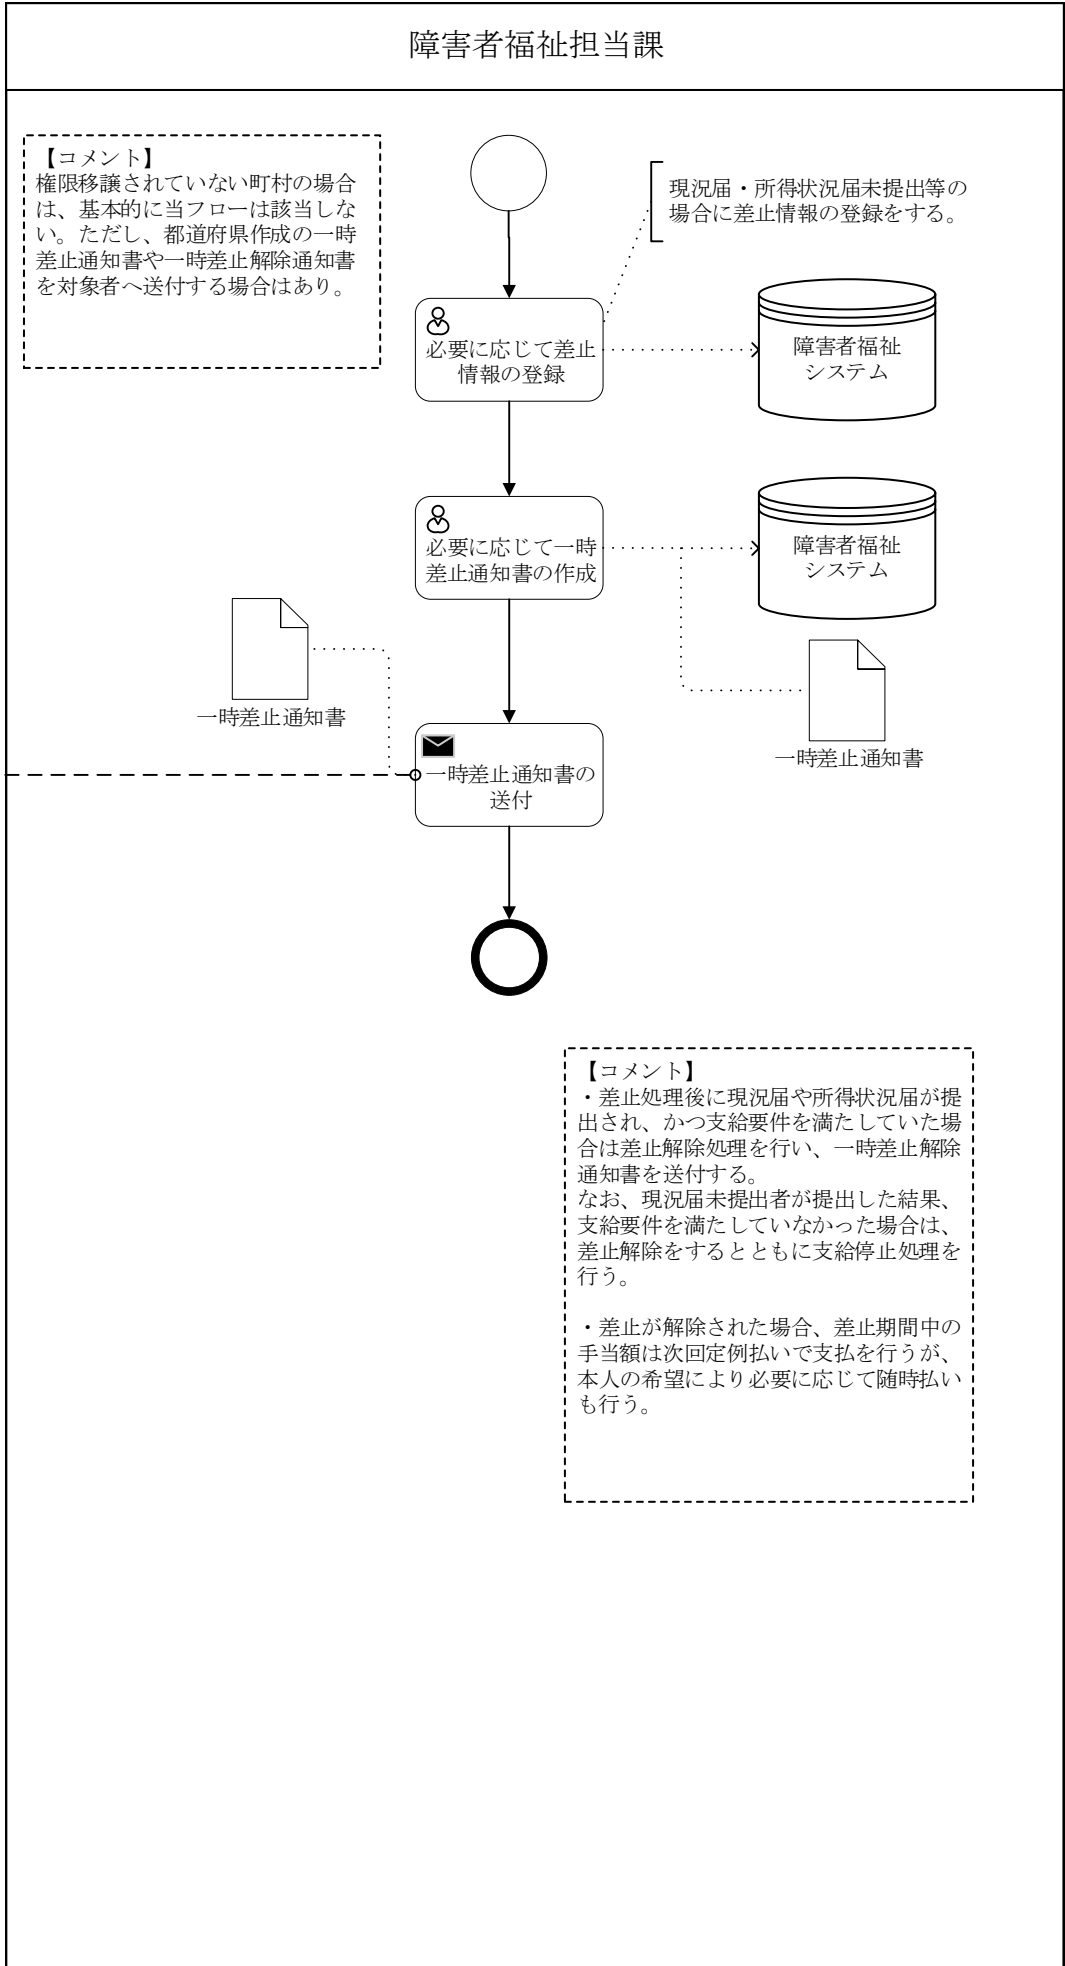 障害者福祉担当課
【コメント】
権限移譲されていない町村の場合
は、基本的に当フローは該当しな
い。ただし、都道府県作成の一時
差止通知書や一時差止解除通知書
を対象者へ送付する場合はあり。
現況届・所得状況届未提出等の
場合に差止情報の登録をする。
必要に応じて差止
情報の登録
障害者福祉
システム
必要に応じて一時
差止通知書の作成
障害者福祉
システム
一時差止通知書
一時差止通知書
一時差止通知書の
送付
【コメント】
・差止処理後に現況届や所得状況届が提
出され、かつ支給要件を満たしていた場
合は差止解除処理を行い、一時差止解除
通知書を送付する。
なお、現況届未提出者が提出した結果、
支給要件を満たしていなかった場合は、
差止解除をするとともに支給停止処理を
行う。
・差止が解除された場合、差止期間中の
手当額は次回定例払いで支払を行うが、
本人の希望により必要に応じて随時払い
も行う。